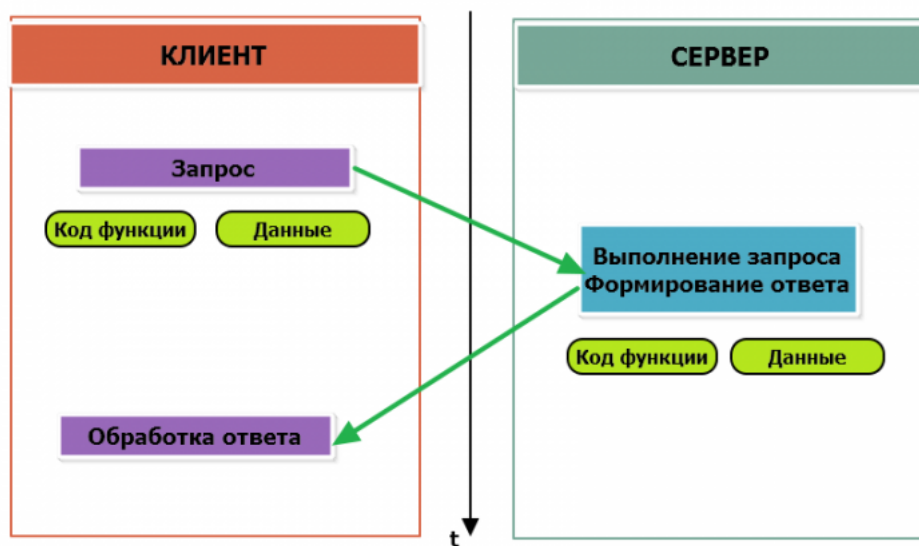 КЛИЕНТ
СЕРВЕР
Запрос
Код функции
Данные
Выполнение запроса
Формирование ответа
Код функции
Данные
Обработка ответа
t